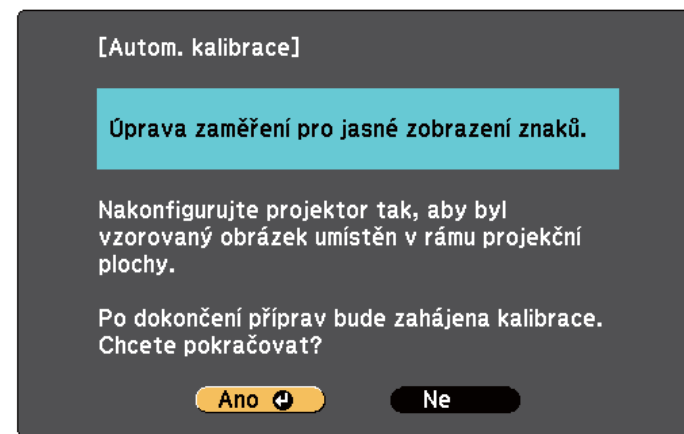 [Autom. kalibrace]
Úprava zaměření pro jasné zobrazení znaků.
Nakonfigurujte projektor tak, aby byl
vzorovaný obrázek umístěn v rámu projekční
plochy.
Po dokončení příprav bude zahájena kalibrace.
Chcete pokračovat?
Ano Ne